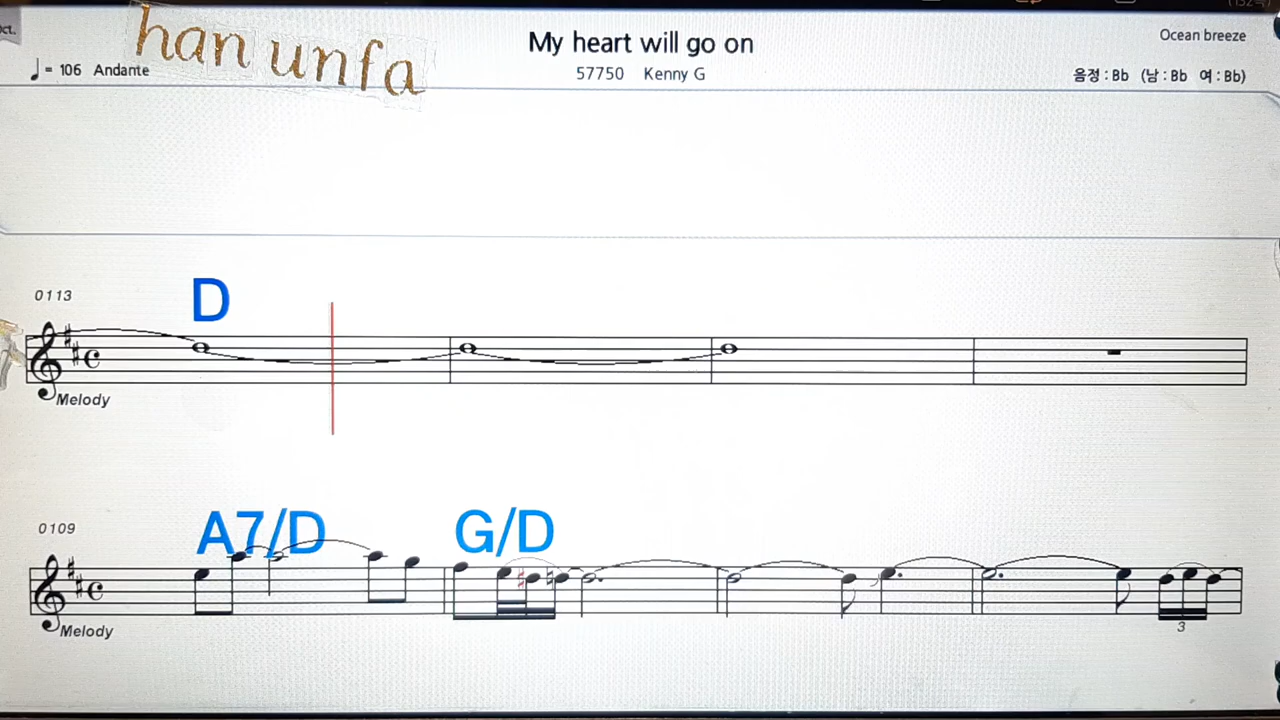 han unfa
My heart will go on
Ocean breeze
= 106 Andante
57750 Kenny G
음정 : Bb (남 : Bb 여 : Bb)
0113
D
Melody
0109
A7/D G/D
Melody
3